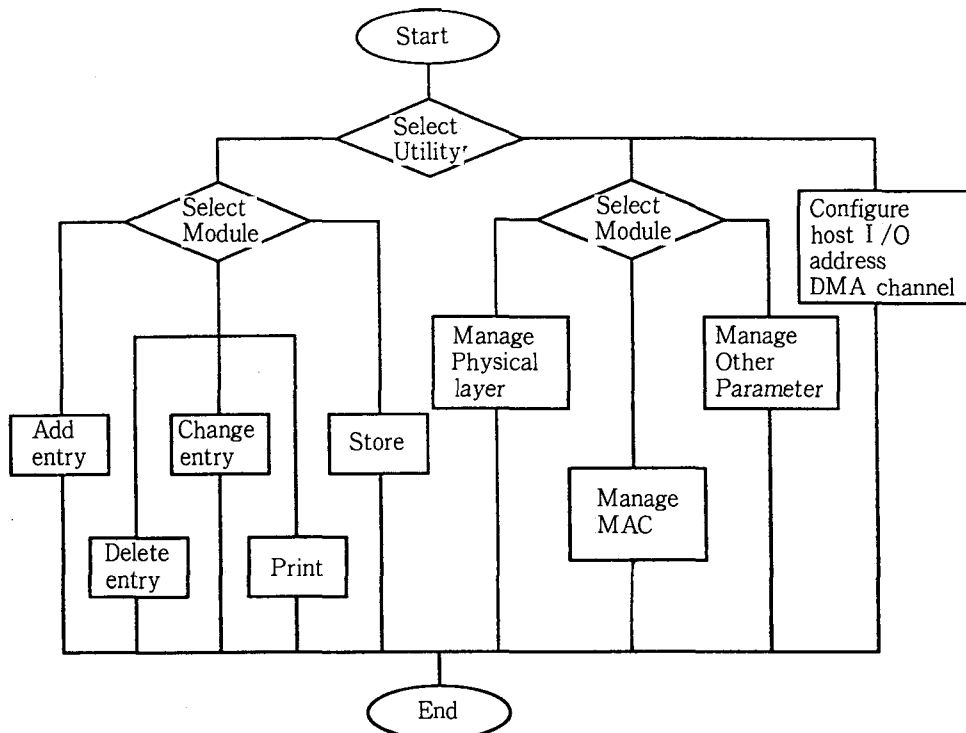 Start
Select
Utility
Select
Module
Select
Module
Configure
host I/O
address
DMA channel
Manage
Physical
layer
Manage
Other
Parameter
Add
entry
Change
entry
Store
Manage
MAC
Delete
entry
Print
End